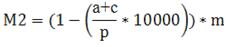 M2 = (1 − (a+c/p * 10000)) * m